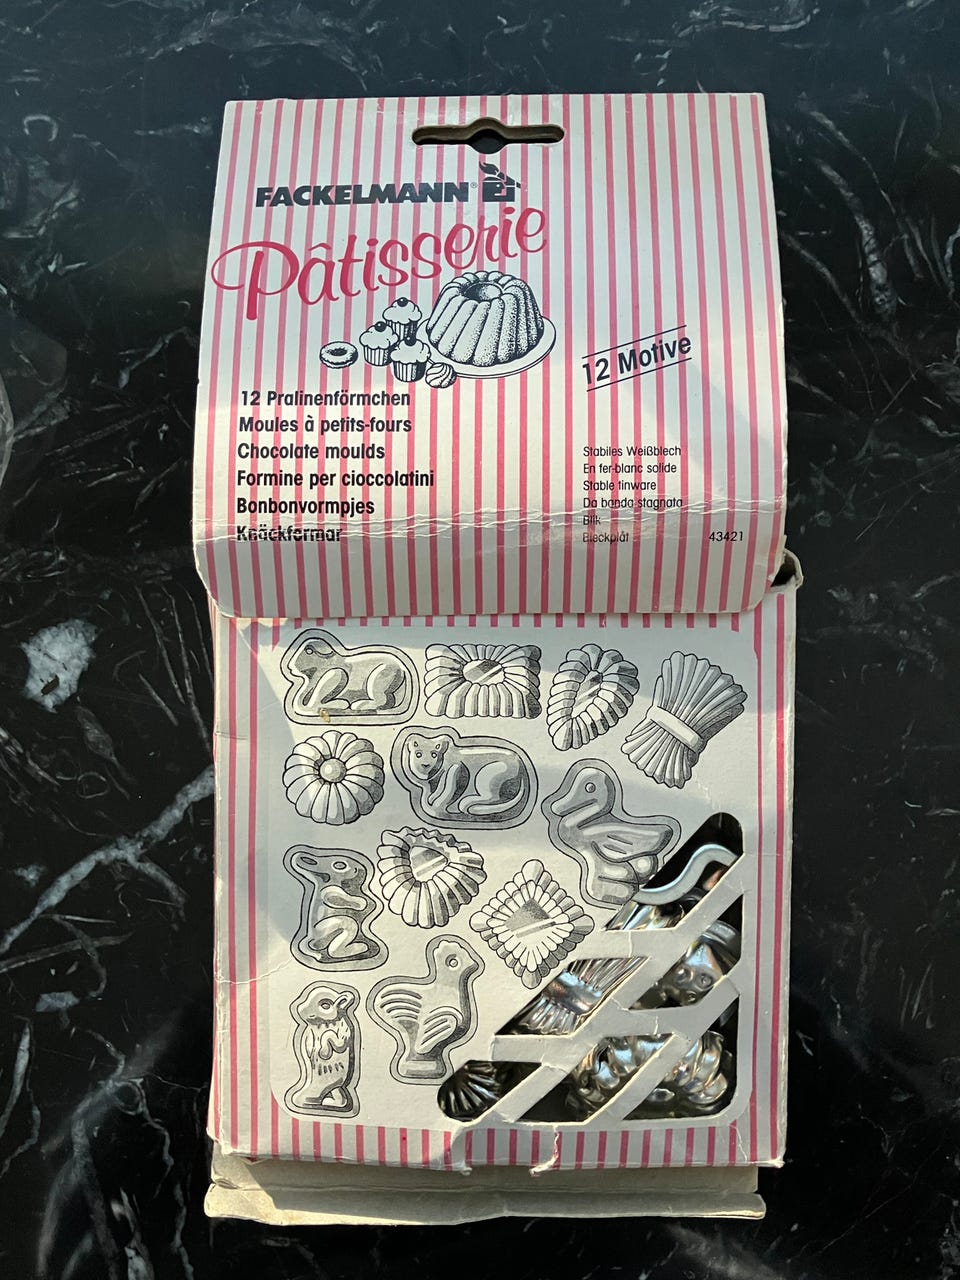 FACKELMANN®
Pâtisserie
12 Motive
12 Pralinenförmchen
Moules à petits-fours
Chocolate moulds
Formine per cioccolatini
Bonbonvormpjes
Knäckformar
Stabiles Weißblech
En fer-blanc solide
Stable tinware
Da banda stagnata
Blik
Bleckplåt
43421